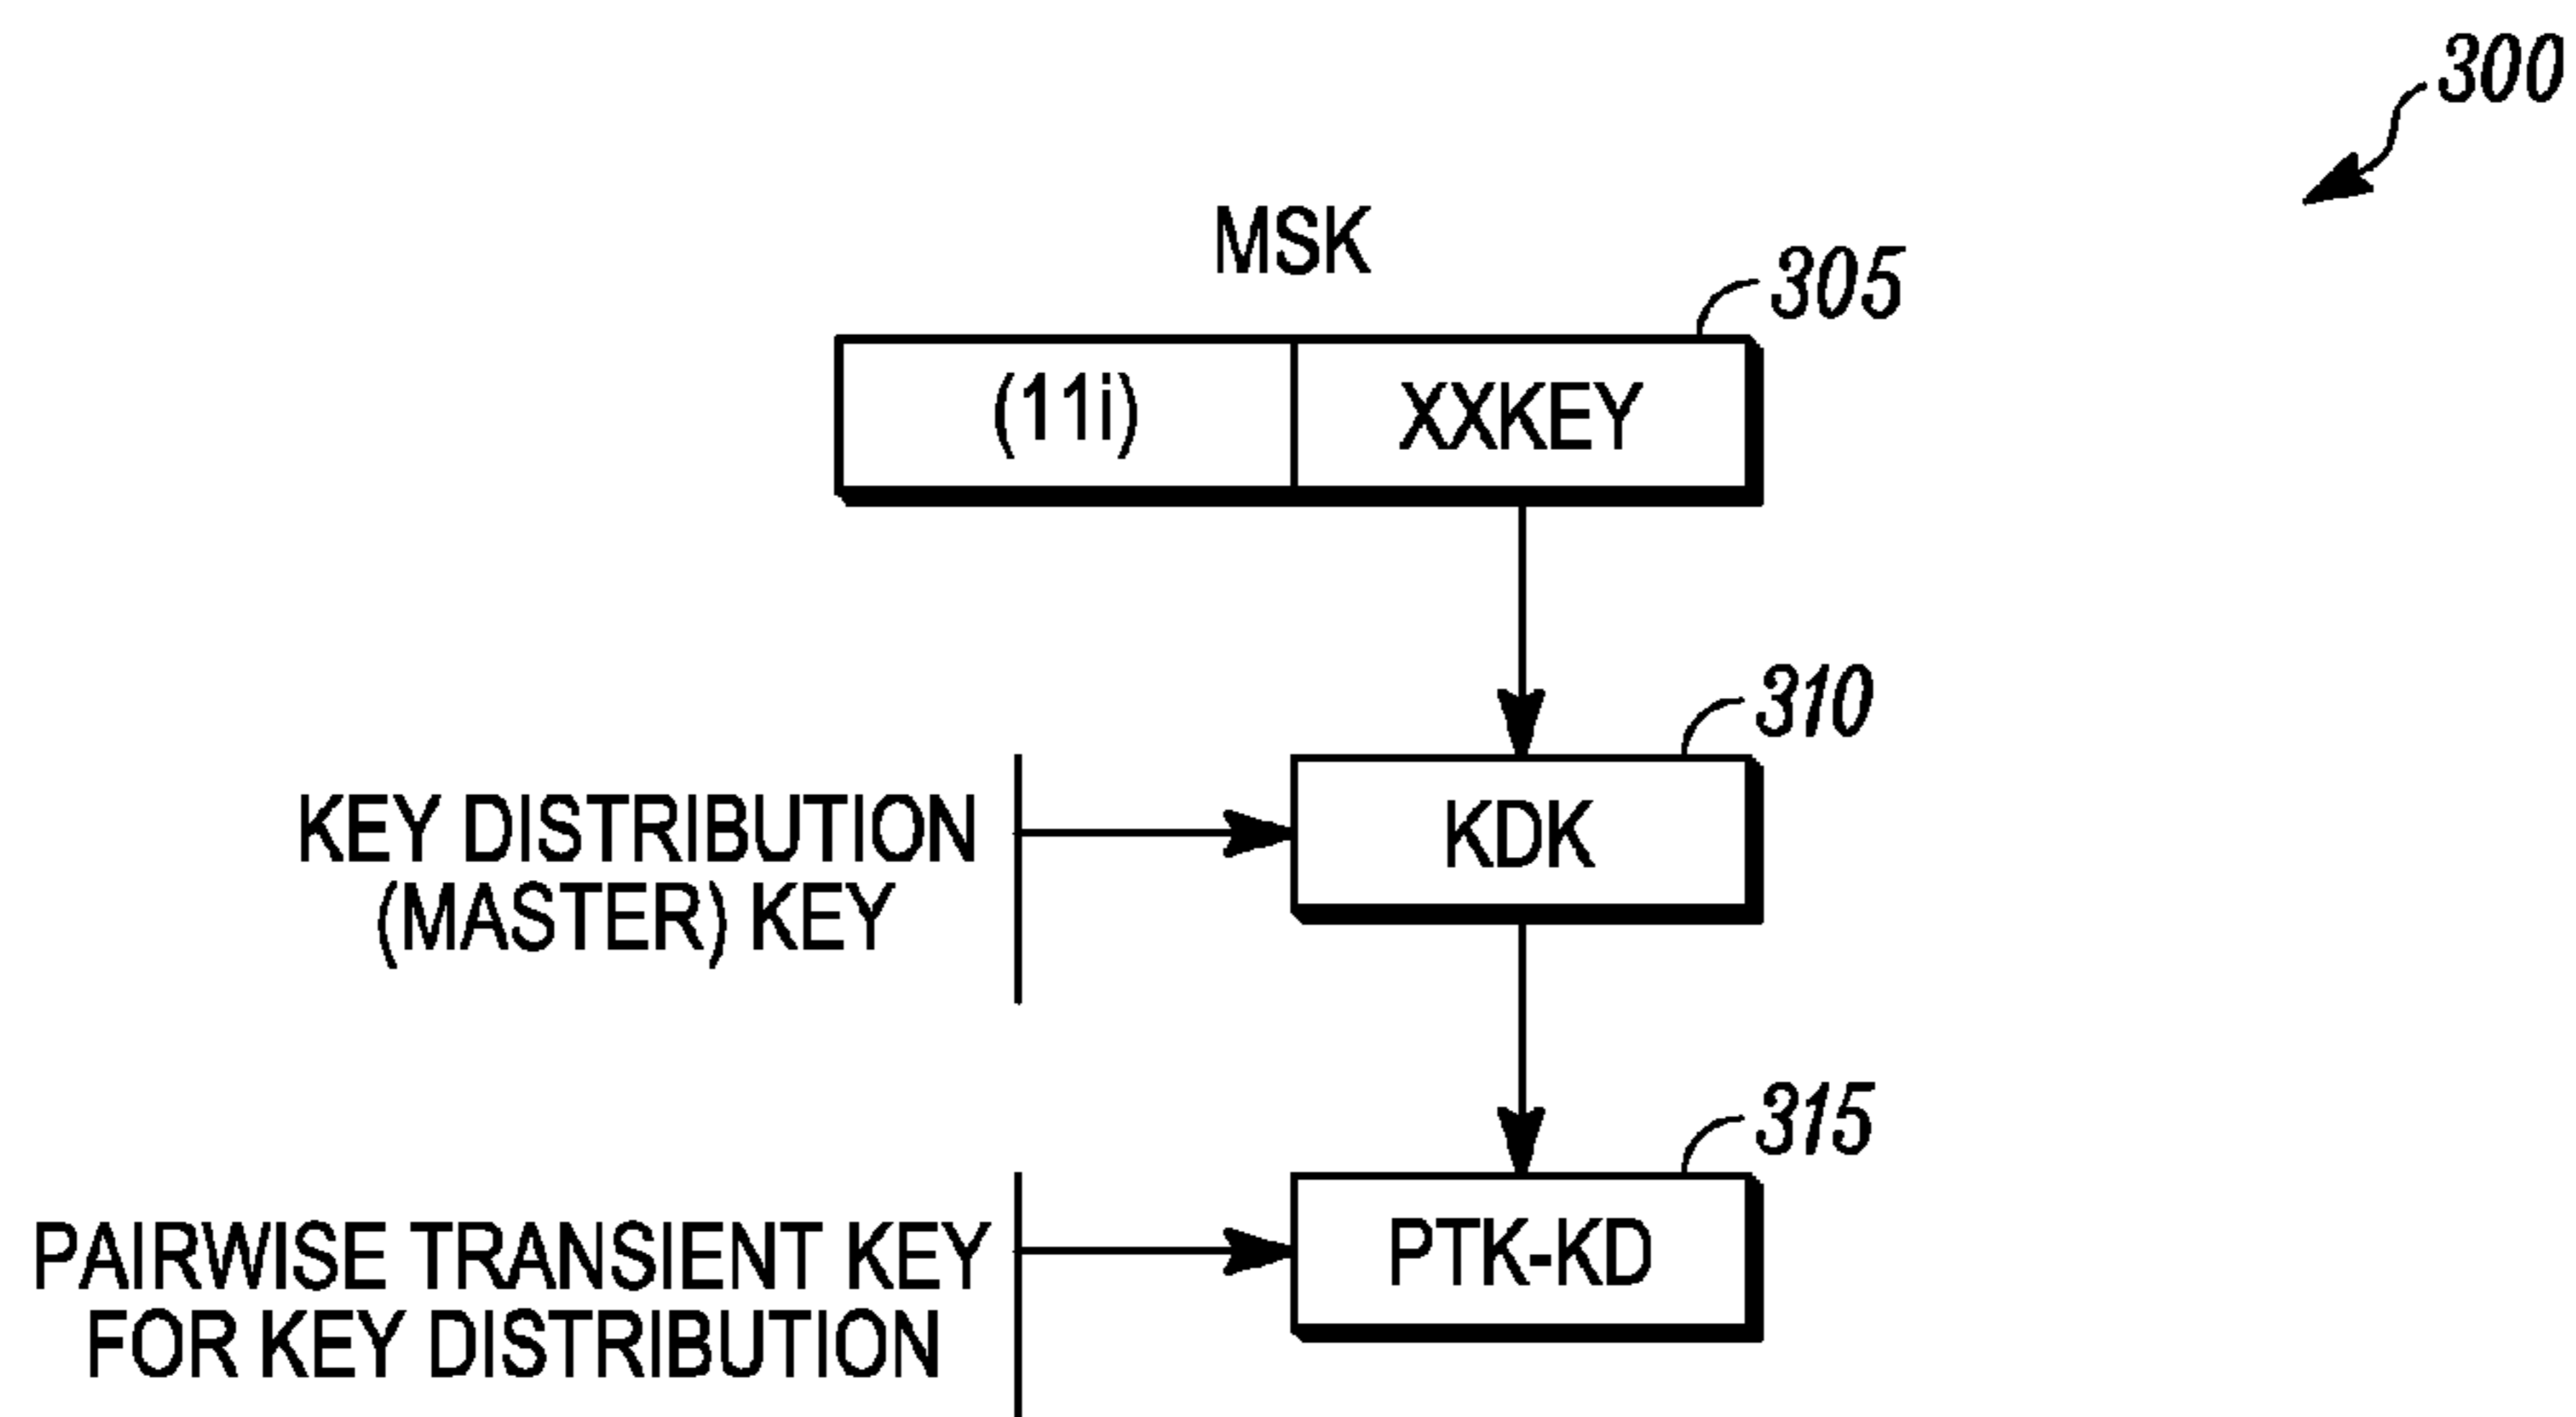 300
MSK
305
(11i) XXKEY
310
KEY DISTRIBUTION
(MASTER) KEY
KDK
315
PAIRWISE TRANSIENT KEY
FOR KEY DISTRIBUTION
PTK-KD